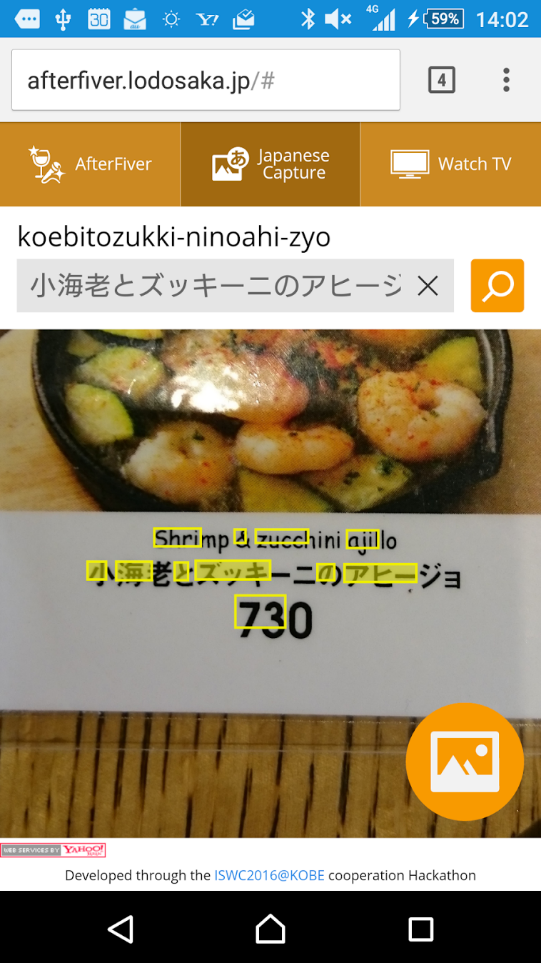 4G 59% 14:02
afterfiver.lodosaka.jp/# 4
AfterFiver
Japanese Capture
Watch TV
koebitozukki-ninoahi-zyo
小海老とズッキーニのアヒージ
Shrimp & zucchini ajillo
小海老とズッキーニのアヒージョ
730
WEB SERVICES BY YAHOO! JAPAN
Developed through the ISWC2016@KOBE cooperation Hackathon